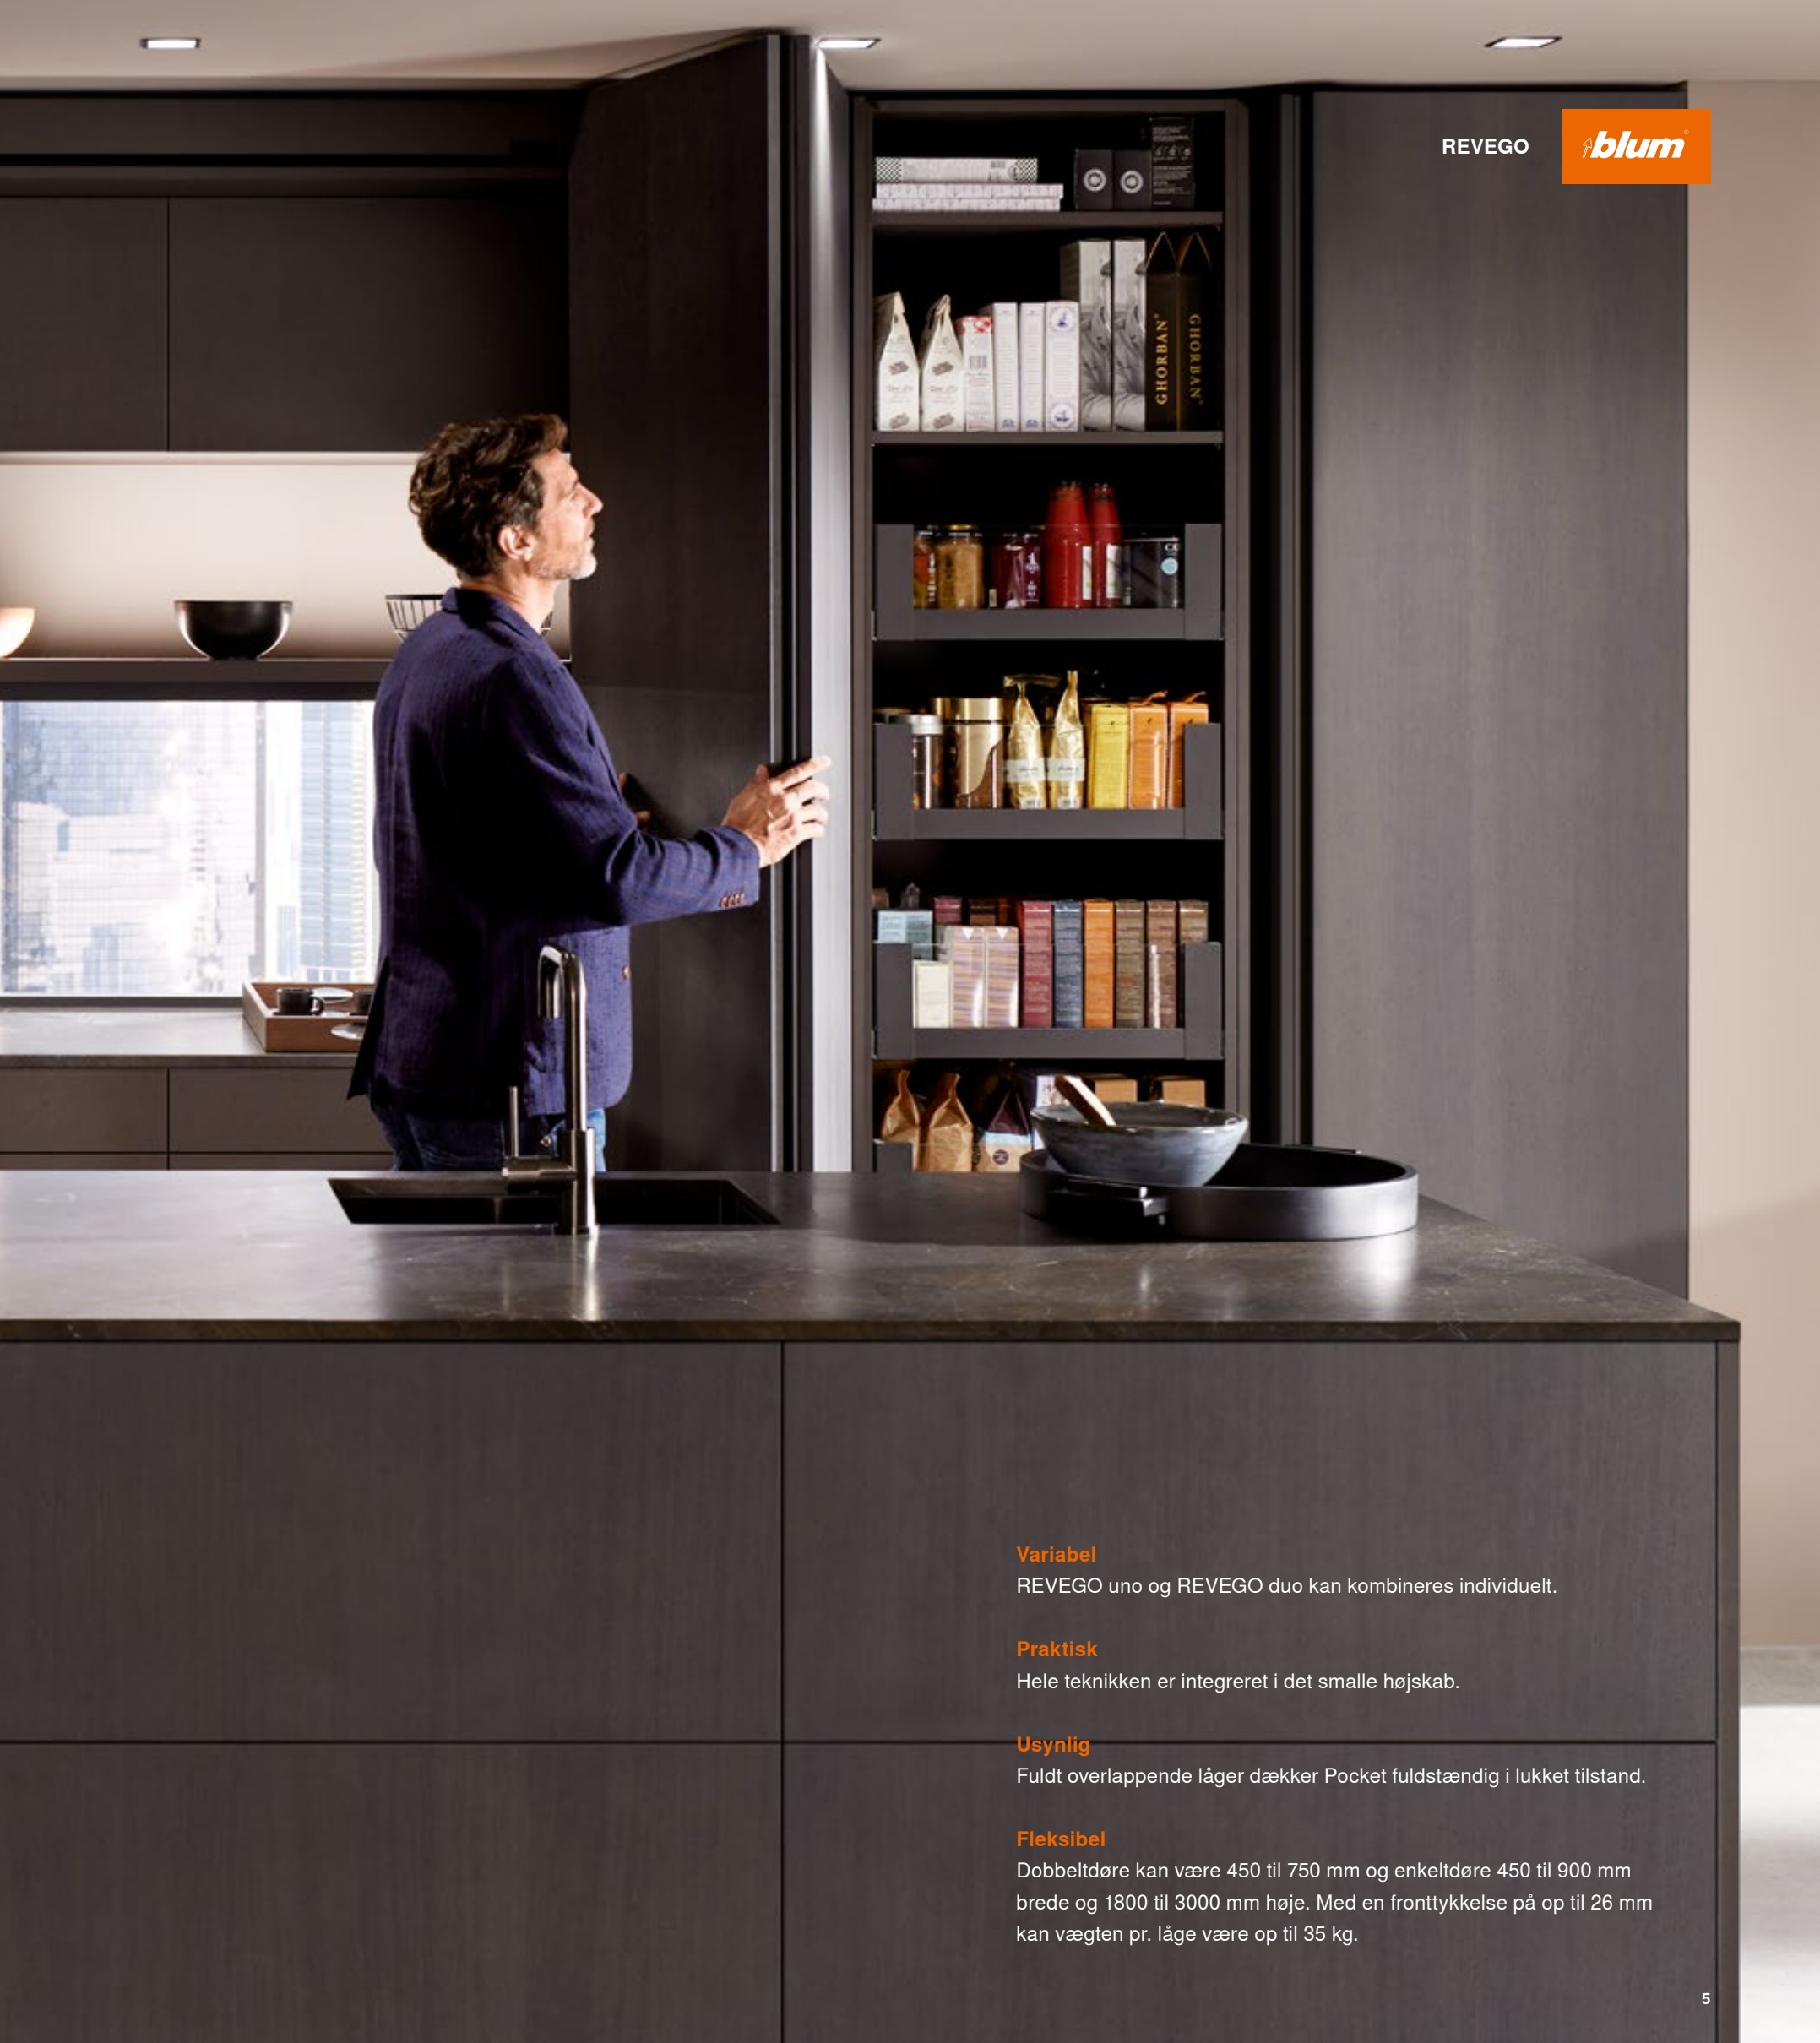 REVEGO
blum
GHORBAN
GHORBAN
Variabel
REVEGO uno og REVEGO duo kan kombineres individuelt.
Praktisk
Hele teknikken er integreret i det smalle højskab.
Usynlig
Fuldt overlappende låger dækker Pocket fuldstændig i lukket tilstand.
Fleksibel
Dobbeltdøre kan være 450 til 750 mm og enkeltdøre 450 til 900 mm
brede og 1800 til 3000 mm høje. Med en fronttykkelse på op til 26 mm
kan vægten pr. låge være op til 35 kg.
5